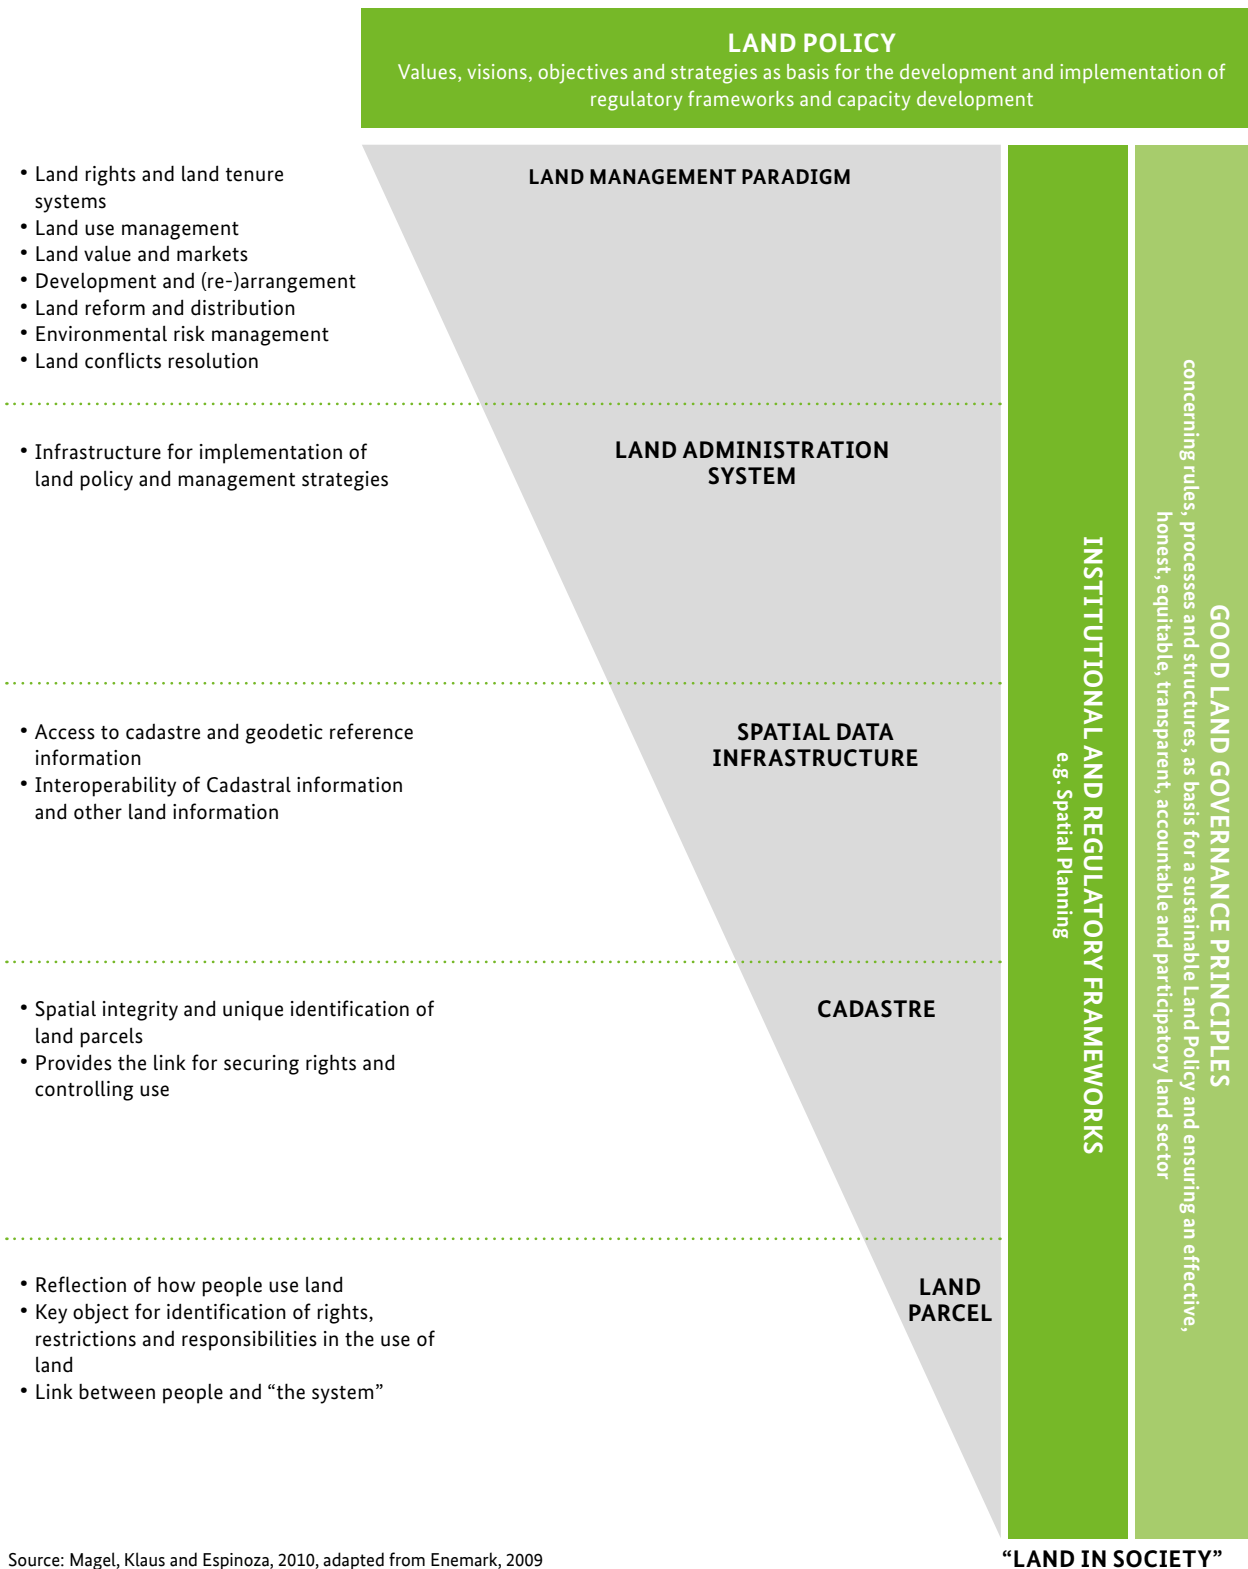 LAND POLICY
Values, visions, objectives and strategies as basis for the development and implementation of
regulatory frameworks and capacity development
• Land rights and land tenure
systems
• Land use management
• Land value and markets
• Development and (re-)arrangement
• Land reform and distribution
• Environmental risk management
• Land conflicts resolution
LAND MANAGEMENT PARADIGM
• Infrastructure for implementation of
land policy and management strategies
LAND ADMINISTRATION
SYSTEM
• Access to cadastre and geodetic reference
information
• Interoperability of Cadastral information
and other land information
SPATIAL DATA
INFRASTRUCTURE
• Spatial integrity and unique identification of
land parcels
• Provides the link for securing rights and
controlling use
CADASTRE
• Reflection of how people use land
• Key object for identification of rights,
restrictions and responsibilities in the use of
land
• Link between people and “the system”
LAND
PARCEL
INSTITUTIONAL AND REGULATORY FRAMEWORKS
e.g. Spatial Planning
GOOD LAND GOVERNANCE PRINCIPLES
concerning rules, processes and structures, as basis for a sustainable Land Policy and ensuring an effective,
honest, equitable, transparent, accountable and participatory land sector
Source: Magel, Klaus and Espinoza, 2010, adapted from Enemark, 2009
“LAND IN SOCIETY”